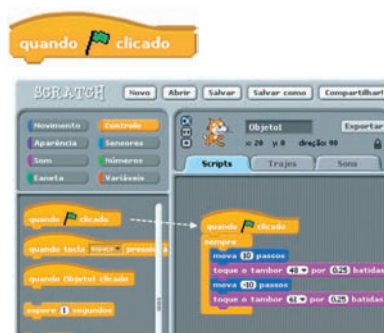 quando clicado
SCRATCH Novo Abrir Salvar Salvar como Compartilhar!
Movimento Controle
Aparência Sensores
Som Números
Caneta Variáveis
Objeto1 Exportar
x: 20 y: 0 direção: 90
Scripts Trajes Sons
quando clicado
quando tecla espaço
quando Objeto1 clicado
espere 1 segundos
quando clicado
sempre
mova 10 passos
toque o tambor 48 por 0.25 batidas
mova -10 passos
toque o tambor 61 por 0.25 batidas